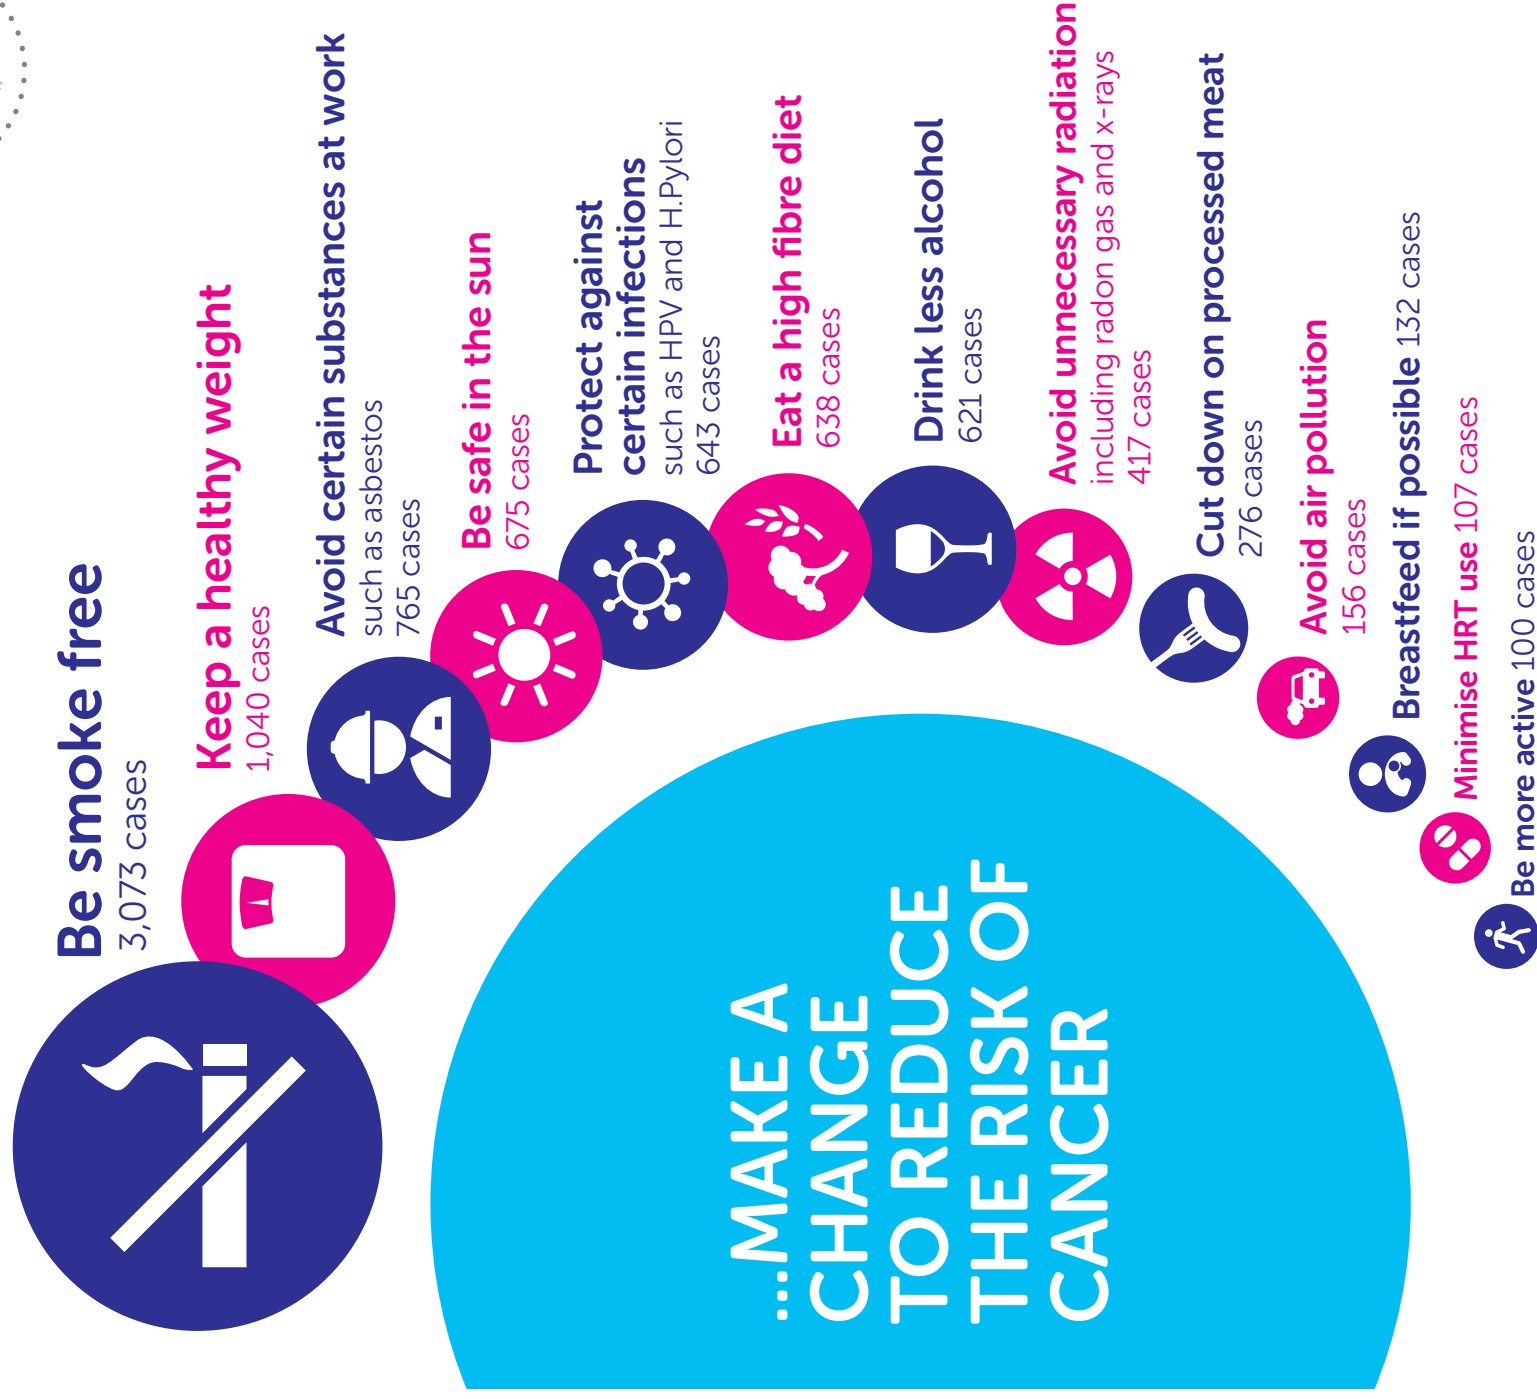 Be smoke free
3,073 cases
Keep a healthy weight
1,040 cases
Avoid certain substances at work
such as asbestos
765 cases
Be safe in the sun
675 cases
Protect against
certain infections
such as HPV and H.Pylori
643 cases
Eat a high fibre diet
638 cases
Drink less alcohol
621 cases
Avoid unnecessary radiation
including radon gas and x-rays
417 cases
Cut down on processed meat
276 cases
Avoid air pollution
156 cases
Breastfeed if possible 132 cases
Minimise HRT use 107 cases
Be more active 100 cases
...MAKE A
CHANGE
TO REDUCE
THE RISK OF
CANCER